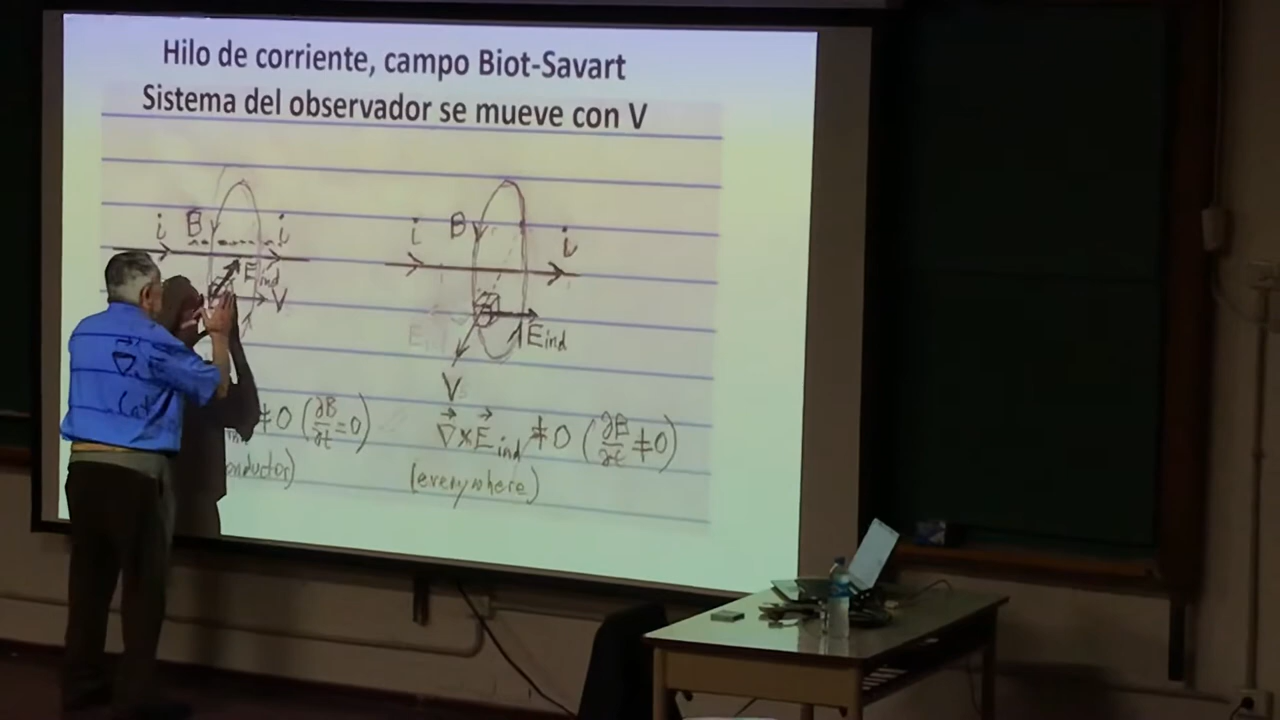 Hilo de corriente, campo Biot-Savart
Sistema del observador se mueve con V
i B i
E ind
V
i B i
E ind
V
≠0 (∂B/∂t=0)
∇⃗×E⃗ ind ≠0 (∂B/∂t≠0)
(everywhere)